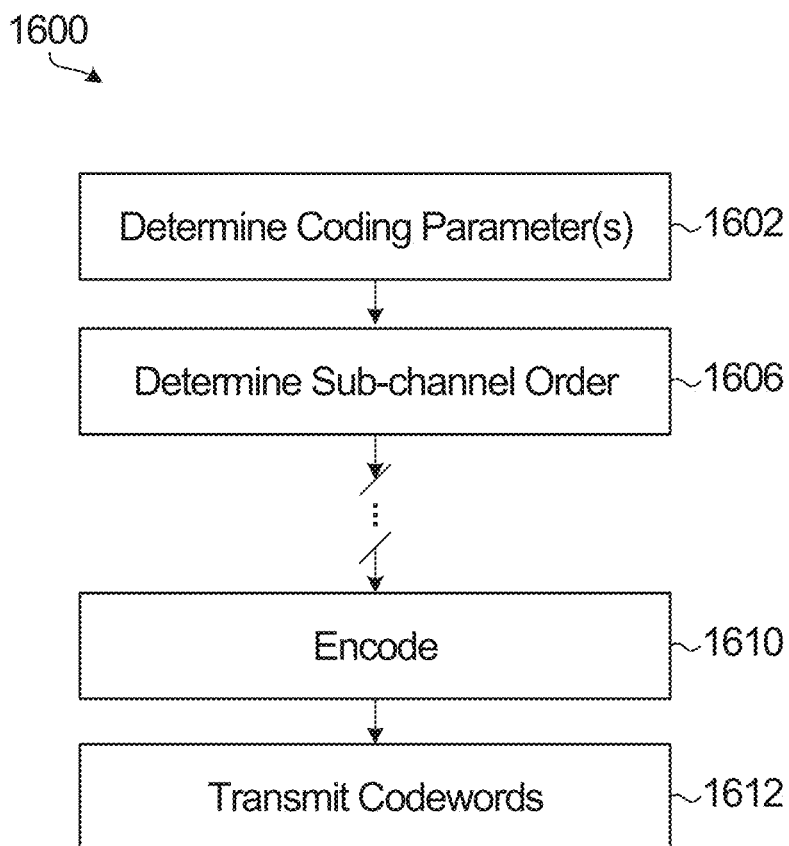 1600
Determine Coding Parameter(s)
1602
Determine Sub-channel Order
1606
Encode
1610
Transmit Codewords
1612